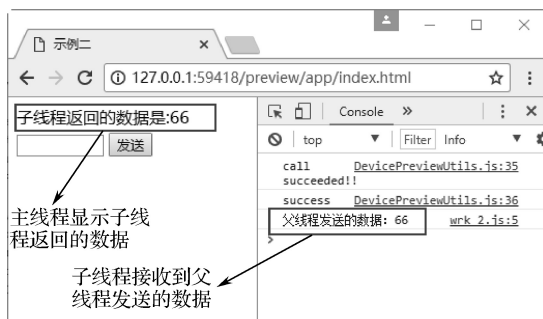 示例二
127.0.0.1:59418/preview/app/index.html
子线程返回的数据是:66
发送
Console
top
Filter
Info
call succeeded!!
DevicePreviewUtils.js:35
success
DevicePreviewUtils.js:36
父线程发送的数据: 66
wrk_2.js:5
主线程显示子线
程返回的数据
子线程接收到父
线程发送的数据